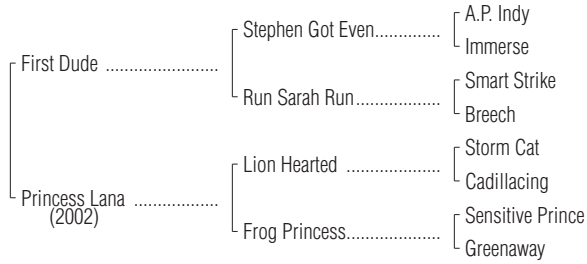 A.P. Indy
Stephen Got Even..............
Immerse
First Dude ........................
Smart Strike
Run Sarah Run..................
Breech
Storm Cat
Lion Hearted ....................
Cadillacing
Princess Lana ..................
(2002)
Sensitive Prince
Frog Princess....................
Greenaway